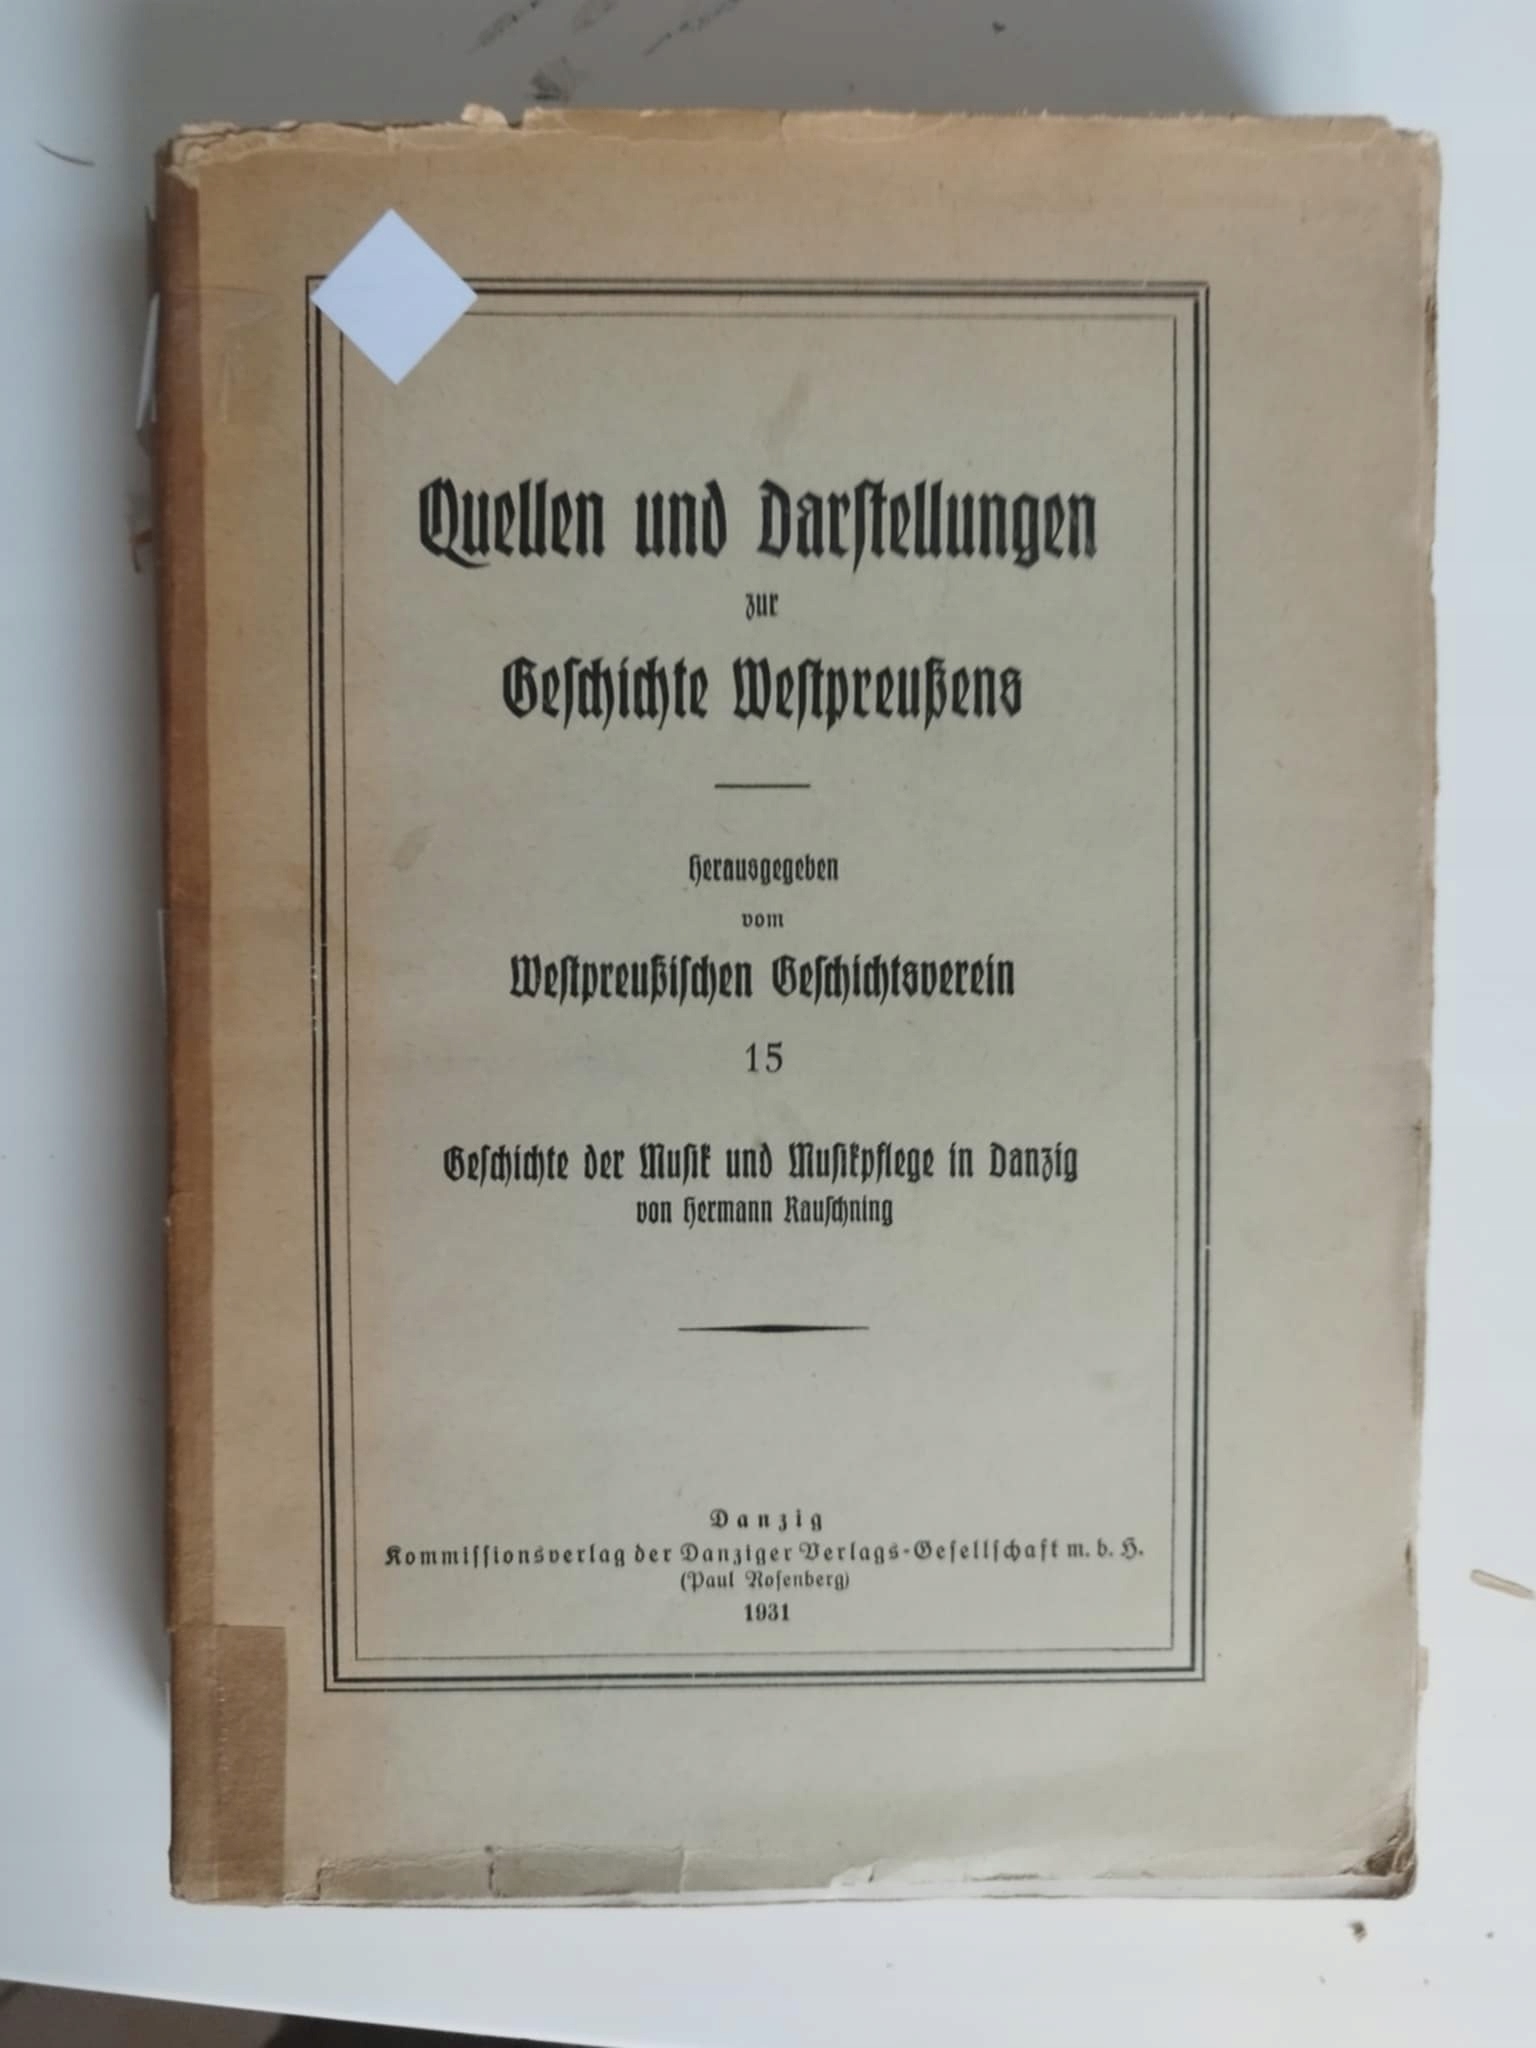 Quellen und Darstellungen
zur
Geschichte Westpreußens
Herausgegeben
vom
Westpreußischen Geschichtsverein
15
Geschichte der Musik und Musikpflege in Danzig
von Hermann Rauschning
Danzig
Kommissionsverlag der Danziger Verlags-Gesellschaft m. b. H.
(Paul Rosenberg)
1931